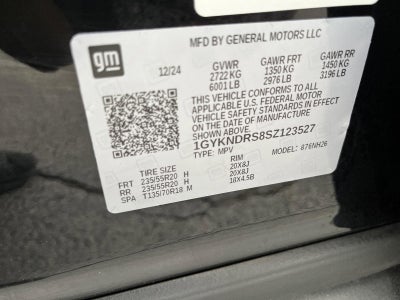 MFD BY GENERAL MOTORS LLC
gm
12/24
GVWR GAWR FRT GAWR RR
2722 KG 1350 KG 1450 KG
6001 LB 2976 LB 3196 LB
THIS VEHICLE CONFORMS TO ALL
APPLICABLE U.S. FEDERAL MOTOR
VEHICLE SAFETY STANDARDS IN EFFECT
ON THE DATE OF MANUFACTURE
SHOWN ABOVE.
1GYKNDRS8SZ123527
TYPE: MPV MODEL: 6NH26
TIRE SIZE RIM
FRT 235/55R20 H 20X8J
RR 235/55R20 H 20X8J
SPA T135/70R18 M 18X4.5B